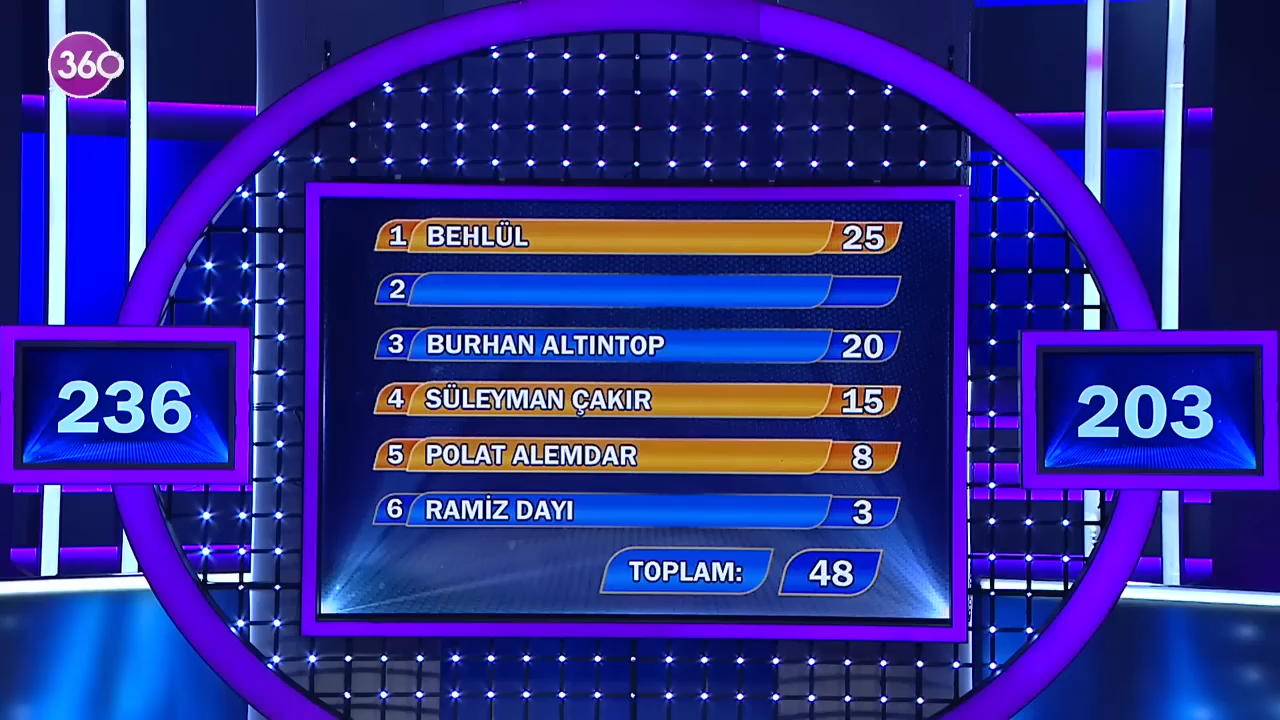 360
1 BEHLÜL 25
2
3 BURHAN ALTINTOP 20
4 SÜLEYMAN ÇAKIR 15
5 POLAT ALEMDAR 8
6 RAMİZ DAYI 3
TOPLAM: 48
236
203